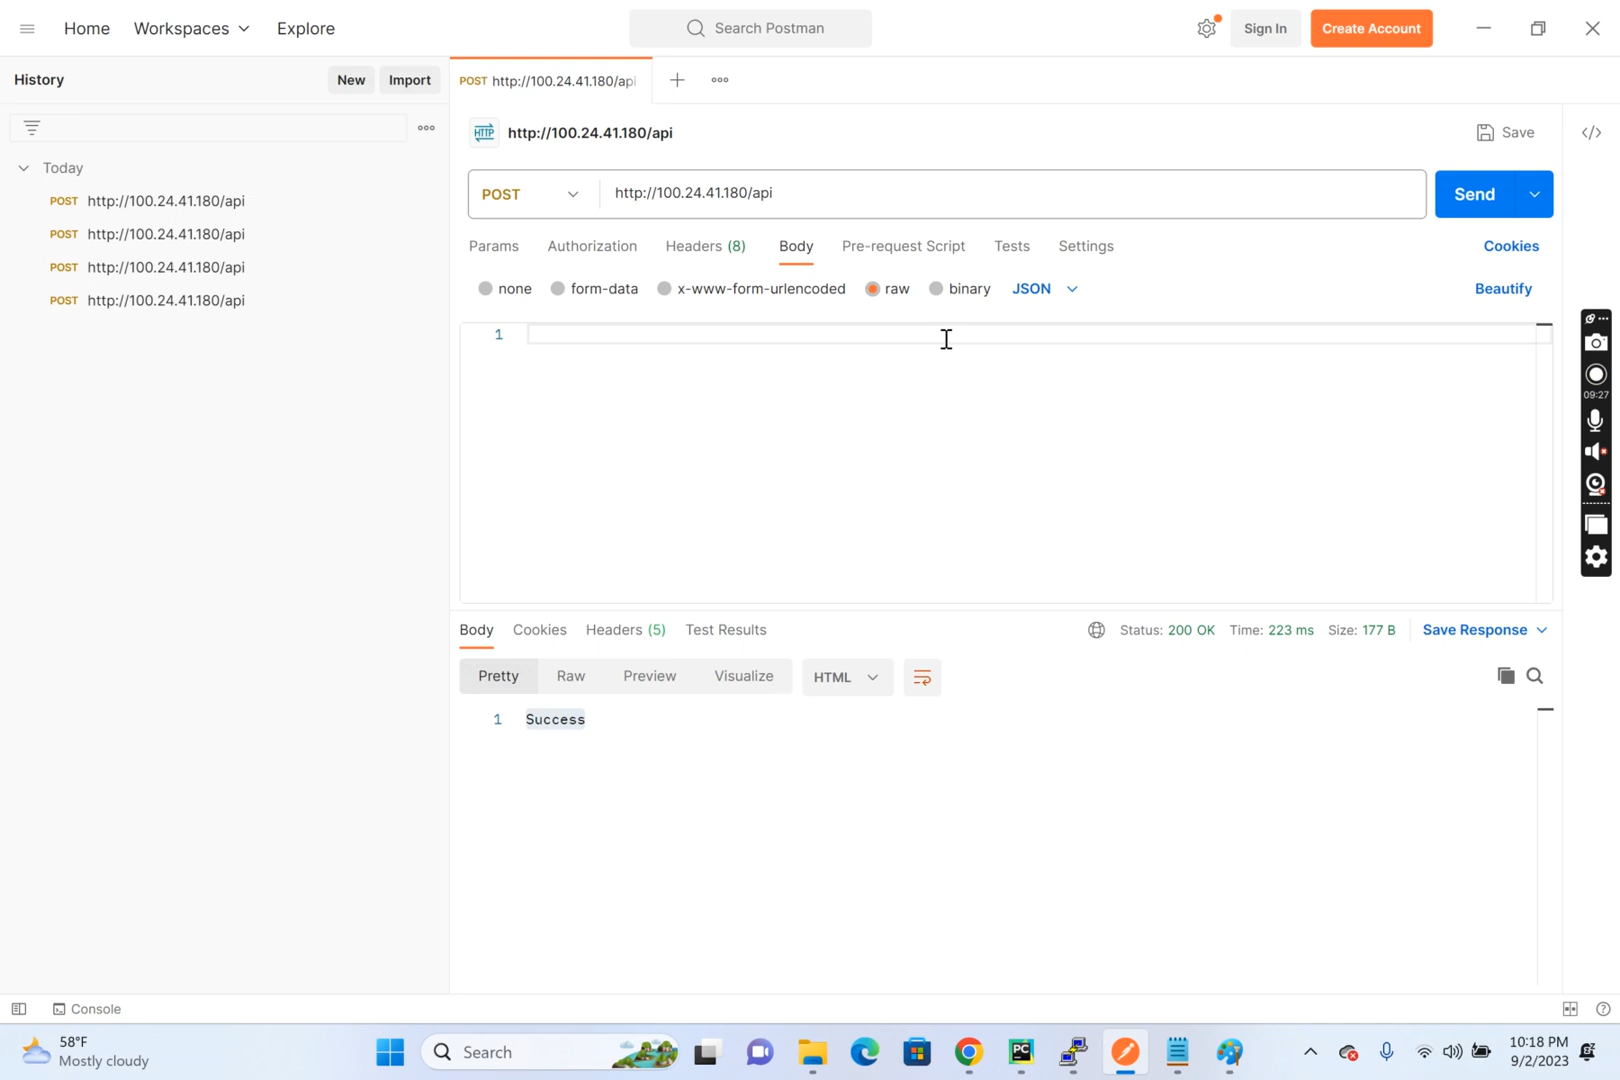 Home Workspaces Explore
Search Postman
Sign In Create Account
History New Import
POST http://100.24.41.180/api
HTTP http://100.24.41.180/api
Save </>
Today
POST http://100.24.41.180/api
POST http://100.24.41.180/api
POST http://100.24.41.180/api
POST http://100.24.41.180/api
POST http://100.24.41.180/api
Send
Params Authorization Headers (8) Body Pre-request Script Tests Settings Cookies
none form-data x-www-form-urlencoded raw binary JSON Beautify
1
09:27
Body Cookies Headers (5) Test Results Status: 200 OK Time: 223 ms Size: 177 B Save Response
Pretty Raw Preview Visualize HTML
1 Success
Console
58°F
Mostly cloudy
Search
PC
10:18 PM
9/2/2023